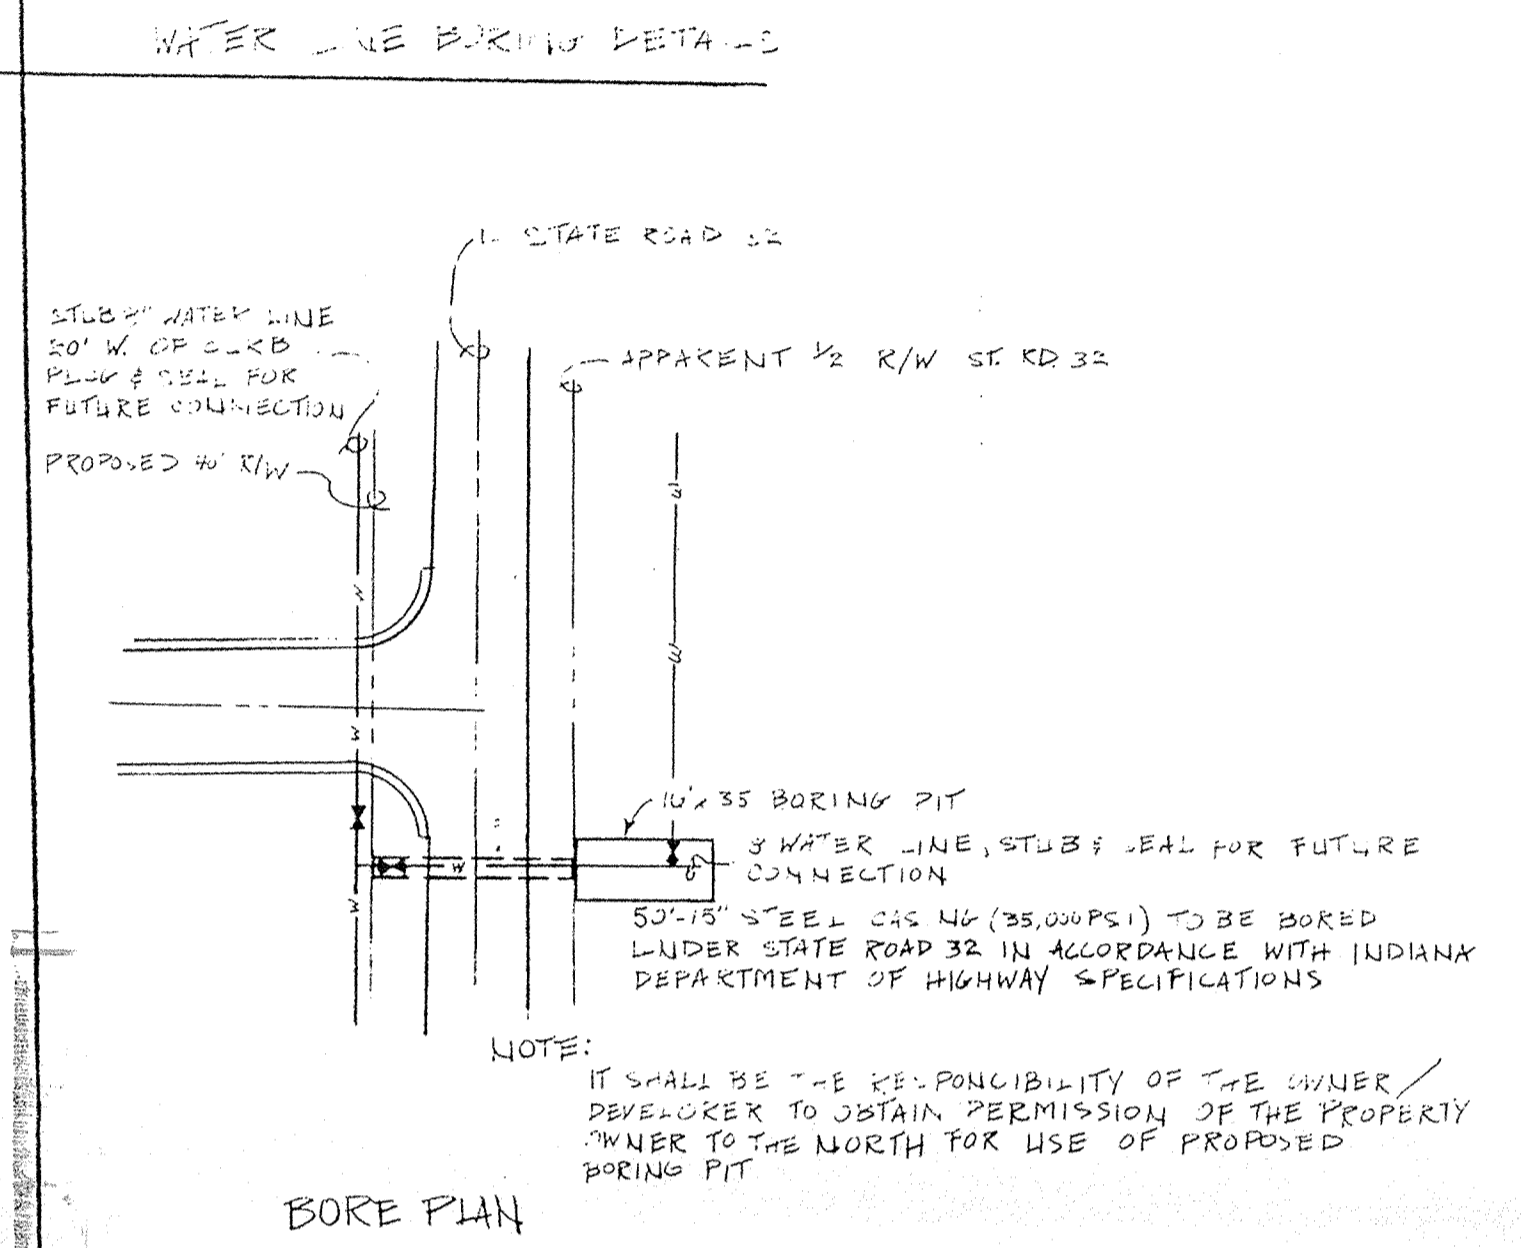 WATER LINE BORING DETAILS
STATE ROAD 32
STUB 8" WATER LINE
20' W. OF CURB
PLUG & SEAL FOR
FUTURE CONNECTION
APPARENT 1/2 R/W ST. RD. 32
PROPOSED 40' R/W
W
W
W
W
10' x 35 BORING PIT
8 WATER LINE, STUB & SEAL FOR FUTURE
CONNECTION
W
W
50'-15" STEEL CASING (35,000 PSI) TO BE BORED
UNDER STATE ROAD 32 IN ACCORDANCE WITH INDIANA
DEPARTMENT OF HIGHWAY SPECIFICATIONS
NOTE:
IT SHALL BE THE RESPONCIBILITY OF THE OWNER/
DEVELOPER TO OBTAIN PERMISSION OF THE PROPERTY
OWNER TO THE NORTH FOR USE OF PROPOSED
BORING PIT
BORE PLAN